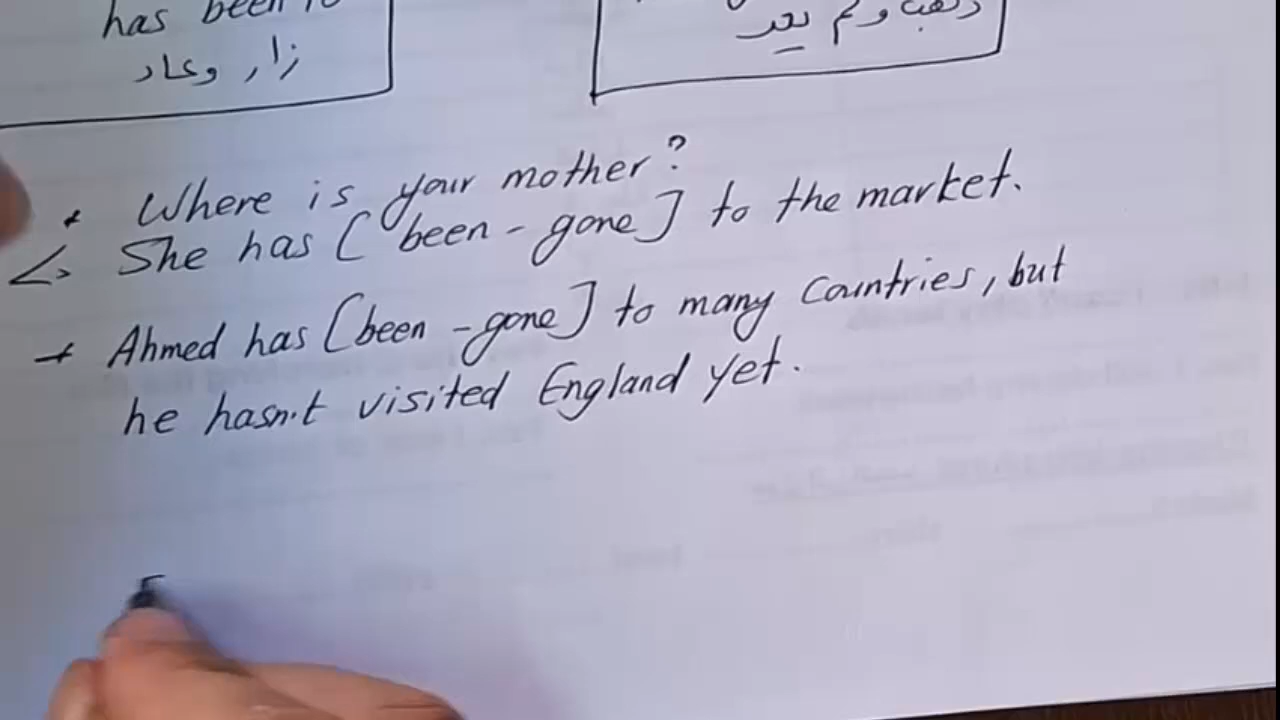 has been to
زار وعاد
ذهب ولم يعد
* Where is your mother?
She has [been - gone] to the market.
+ Ahmed has [been - gone] to many countries, but
he hasn't visited England yet.